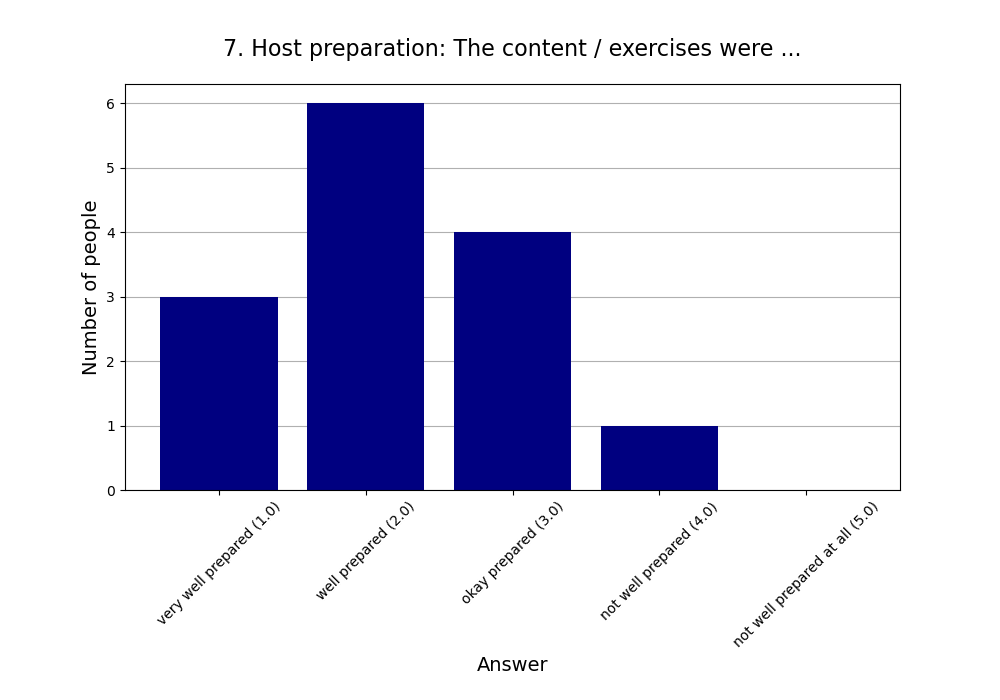 7. Host preparation: The content / exercises were ...
Number of people
6
5
4
3
2
1
0
very well prepared (1.0)
well prepared (2.0)
okay prepared (3.0)
not well prepared (4.0)
not well prepared at all (5.0)
Answer